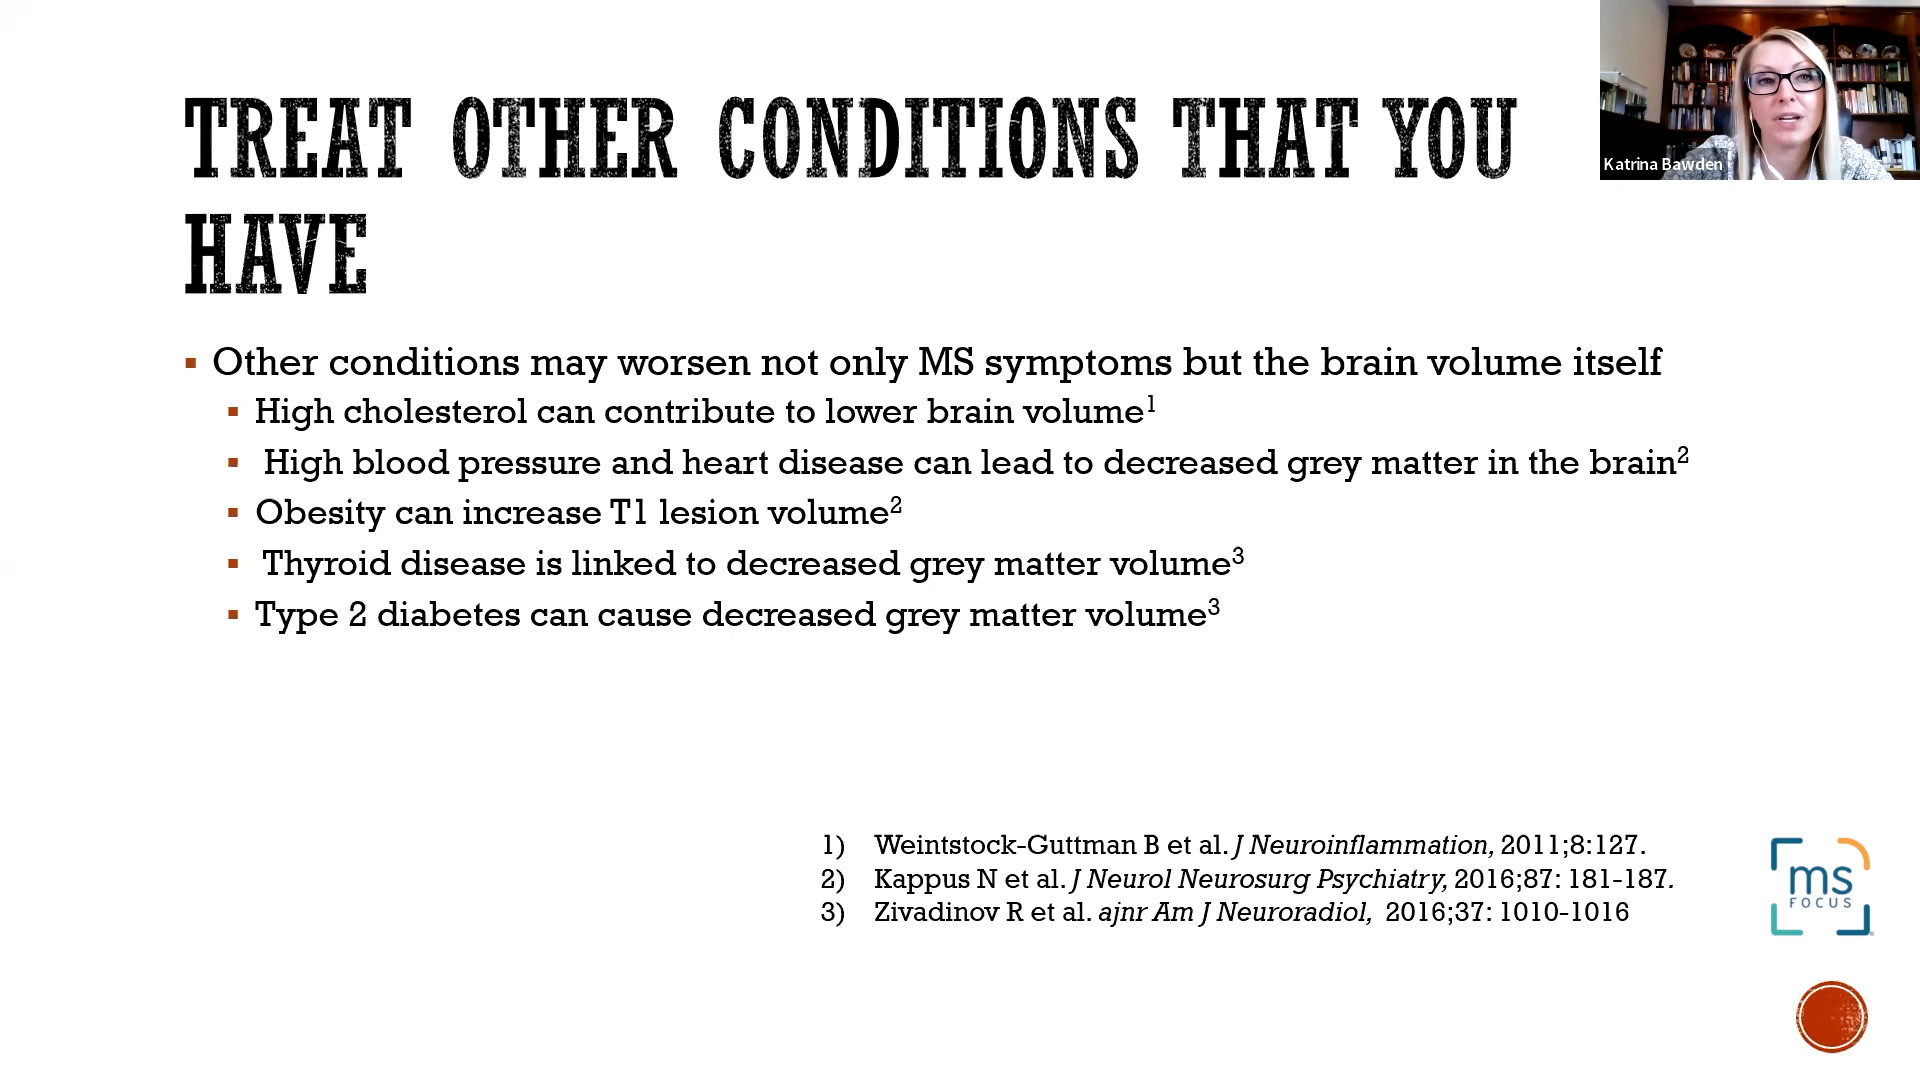 TREAT OTHER CONDITIONS THAT YOU
HAVE
Katrina Bawden
Other conditions may worsen not only MS symptoms but the brain volume itself
High cholesterol can contribute to lower brain volume1
High blood pressure and heart disease can lead to decreased grey matter in the brain2
Obesity can increase T1 lesion volume2
Thyroid disease is linked to decreased grey matter volume3
Type 2 diabetes can cause decreased grey matter volume3
1) Weintstock-Guttman B et al. J Neuroinflammation, 2011;8:127.
2) Kappus N et al. J Neurol Neurosurg Psychiatry, 2016;87: 181-187.
3) Zivadinov R et al. ajnr Am J Neuroradiol, 2016;37: 1010-1016
ms
FOCUS